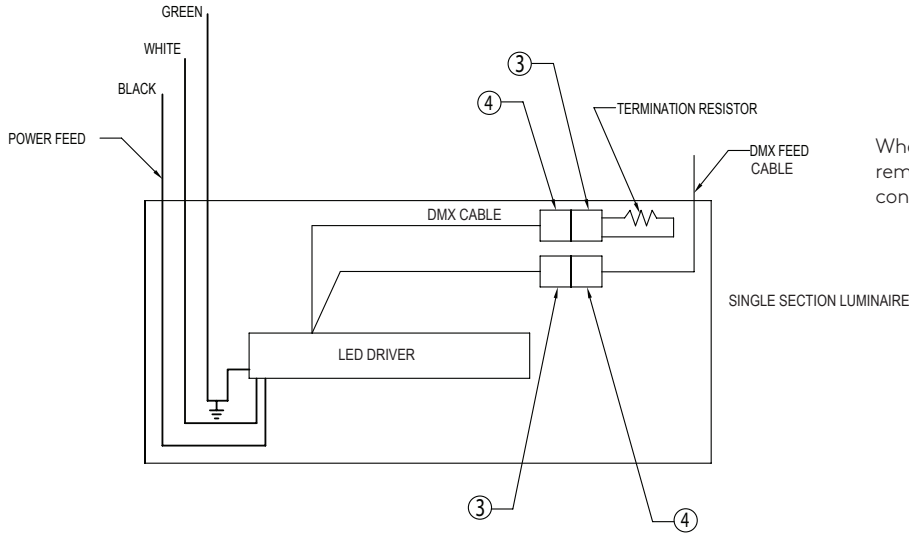 GREEN
WHITE
BLACK
POWER FEED
3
4
TERMINATION RESISTOR
DMX FEED
CABLE
rem
con
DMX CABLE
SINGLE SECTION LUMINAIRE
LED DRIVER
3
4